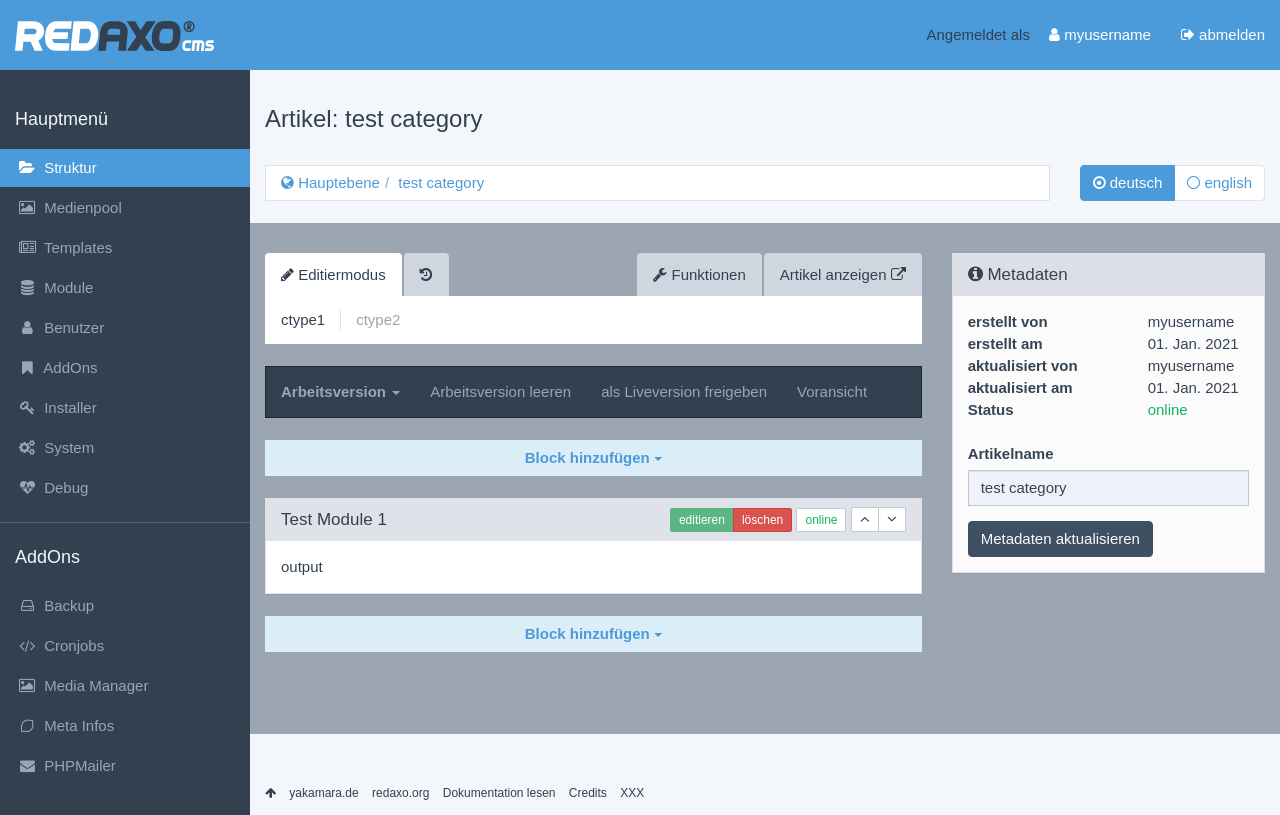 REDAXO® cms
Angemeldet als myusername abmelden
Hauptmenü
Struktur
Medienpool
Templates
Module
Benutzer
AddOns
Installer
System
Debug
AddOns
Backup
Cronjobs
Media Manager
Meta Infos
PHPMailer
Artikel: test category
Hauptebene / test category
deutsch english
Editiermodus Funktionen Artikel anzeigen
ctype1 ctype2
Arbeitsversion Arbeitsversion leeren als Liveversion freigeben Voransicht
Block hinzufügen
Test Module 1 editieren löschen online
output
Block hinzufügen
Metadaten
erstellt von myusername
erstellt am 01. Jan. 2021
aktualisiert von myusername
aktualisiert am 01. Jan. 2021
Status online
Artikelname
test category
Metadaten aktualisieren
yakamara.de redaxo.org Dokumentation lesen Credits XXX